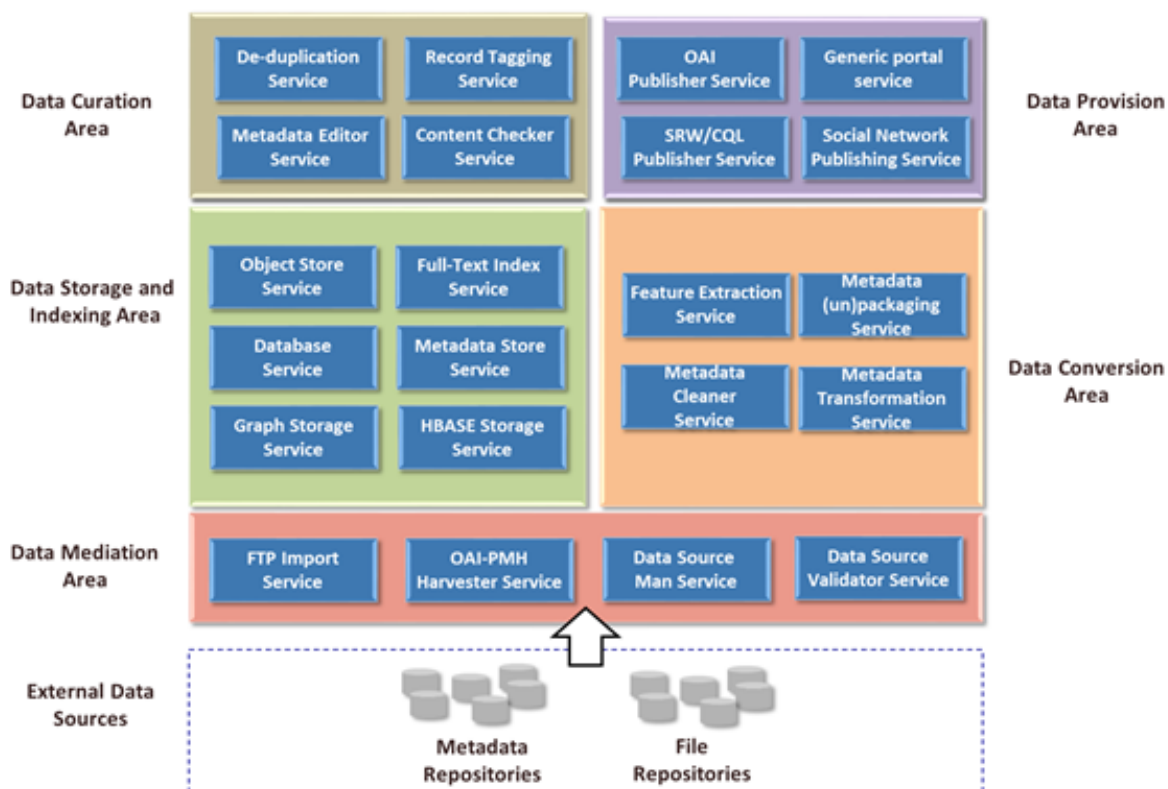 Data Curation
Area
De-duplication
Service
Record Tagging
Service
Metadata Editor
Service
Content Checker
Service
OAI
Publisher Service
Generic portal
service
SRW/CQL
Publisher Service
Social Network
Publishing Service
Data Provision
Area
Data Storage and
Indexing Area
Object Store
Service
Full-Text Index
Service
Database
Service
Metadata Store
Service
Graph Storage
Service
HBASE Storage
Service
Feature Extraction
Service
Metadata
(un)packaging
Service
Metadata
Cleaner
Service
Metadata
Transformation
Service
Data Conversion
Area
Data Mediation
Area
FTP Import
Service
OAI-PMH
Harvester Service
Data Source
Man Service
Data Source
Validator Service
External Data
Sources
Metadata
Repositories
File
Repositories